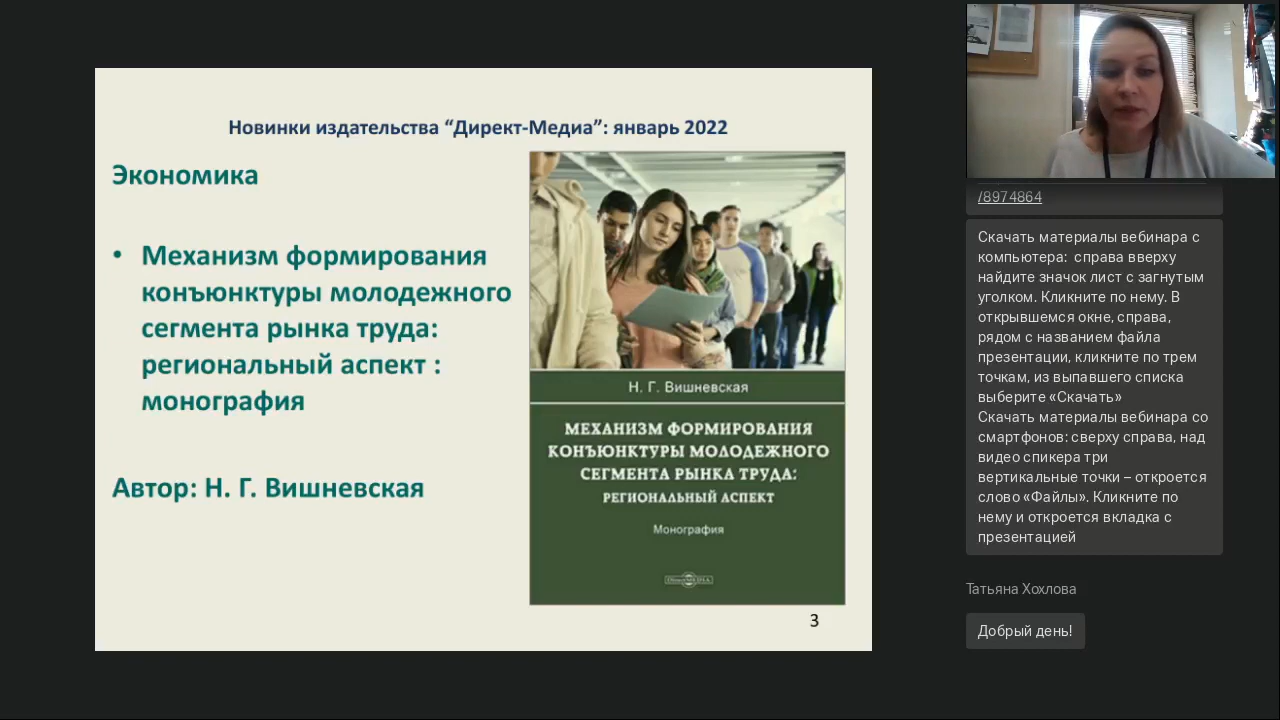 Новинки издательства “Директ-Медиа”: январь 2022
Экономика
• Механизм формирования
конъюнктуры молодежного
сегмента рынка труда:
региональный аспект :
монография
Автор: Н. Г. Вишневская
Н. Г. Вишневская
МЕХАНИЗМ ФОРМИРОВАНИЯ
КОНЪЮНКТУРЫ МОЛОДЕЖНОГО
СЕГМЕНТА РЫНКА ТРУДА:
РЕГИОНАЛЬНЫЙ АСПЕКТ
Монография
3
/8974864
Скачать материалы вебинара с
компьютера:  справа вверху
найдите значок лист с загнутым
уголком. Кликните по нему. В
открывшемся окне, справа,
рядом с названием файла
презентации, кликните по трем
точкам, из выпавшего списка
выберите «Скачать»
Скачать материалы вебинара со
смартфонов: сверху справа, над
видео спикера три
вертикальные точки – откроется
слово «Файлы». Кликните по
нему и откроется вкладка с
презентацией
Татьяна Хохлова
Добрый день!